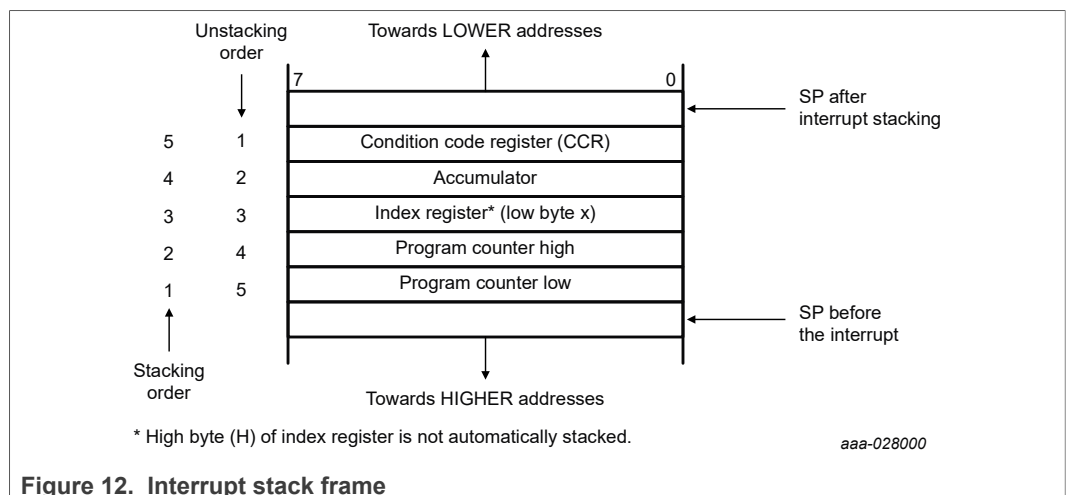 Unstacking
order
Towards LOWER addresses
7
0
SP after
interrupt stacking
5 1 Condition code register (CCR)
4 2 Accumulator
3 3 Index register* (low byte x)
2 4 Program counter high
1 5 Program counter low
SP before
the interrupt
Stacking
order
Towards HIGHER addresses
* High byte (H) of index register is not automatically stacked.
aaa-028000
Figure 12. Interrupt stack frame